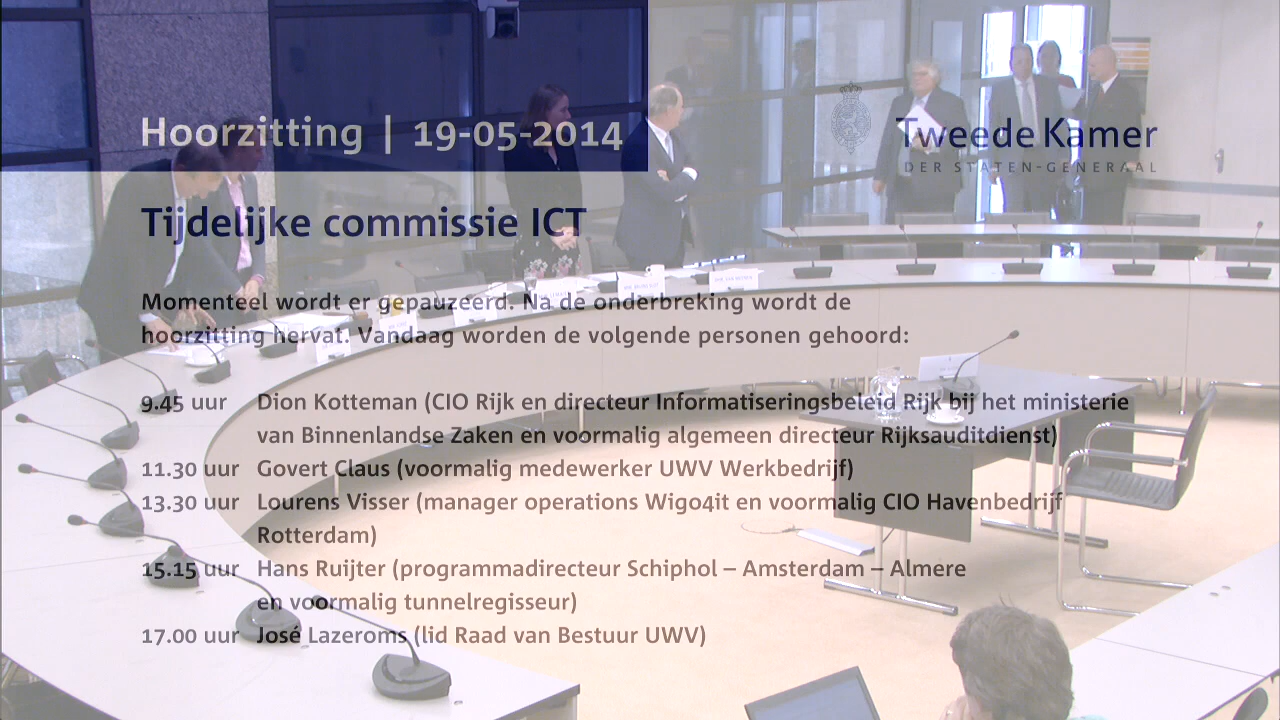 Hoorzitting | 19-05-2014
Tweede Kamer
DER STATEN-GENERAAL
Tijdelijke commissie ICT
Momenteel wordt er gepauzeerd. Na de onderbreking wordt de
hoorzitting hervat. Vandaag worden de volgende personen gehoord:
9.45 uur Dion Kotteman (CIO Rijk en directeur Informatiseringsbeleid Rijk bij het ministerie
van Binnenlandse Zaken en voormalig algemeen directeur Rijksauditdienst)
11.30 uur Govert Claus (voormalig medewerker UWV Werkbedrijf)
13.30 uur Lourens Visser (manager operations Wigo4it en voormalig CIO Havenbedrijf
Rotterdam)
15.15 uur Hans Ruijter (programmadirecteur Schiphol – Amsterdam – Almere
en voormalig tunnelregisseur)
17.00 uur José Lazeroms (lid Raad van Bestuur UWV)